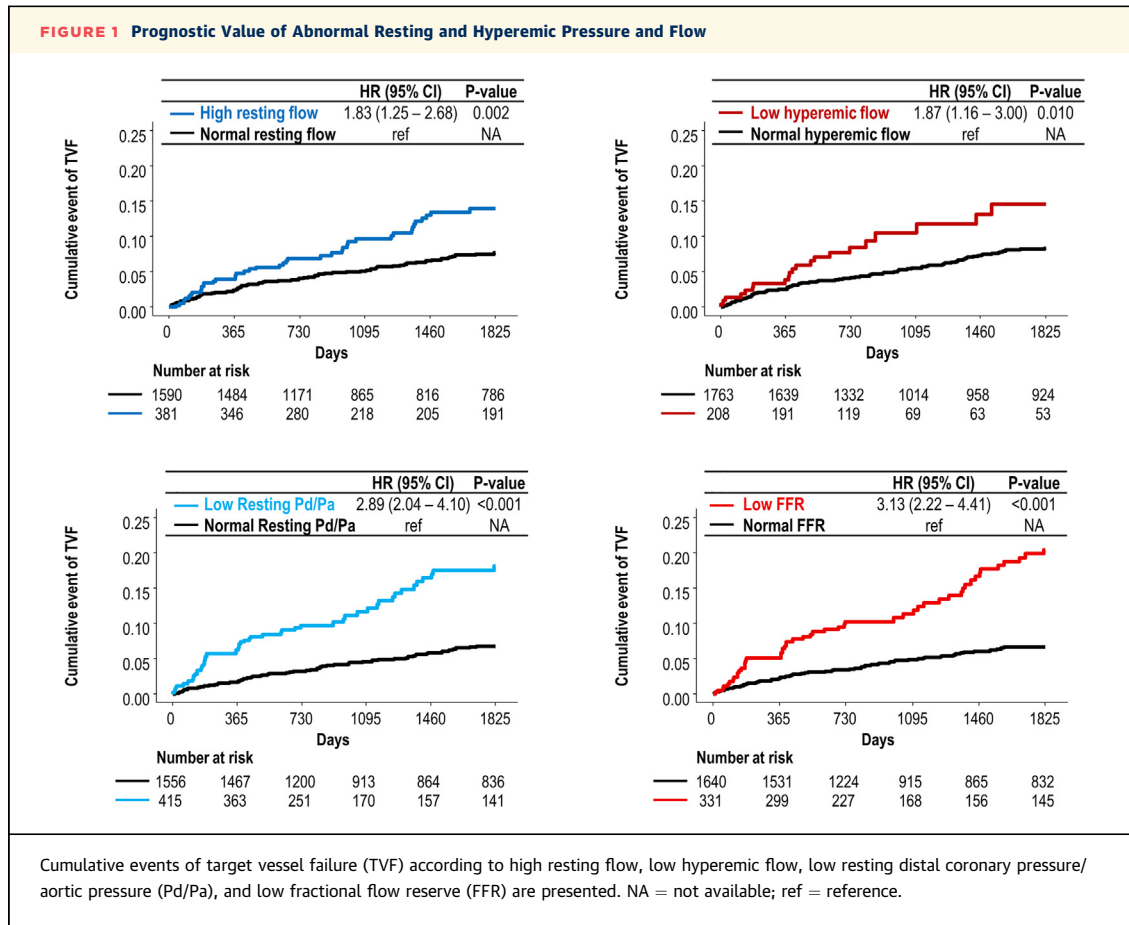 FIGURE 1 Prognostic Value of Abnormal Resting and Hyperemic Pressure and Flow
HR (95% CI) P-value
High resting flow 1.83 (1.25 – 2.68) 0.002
Normal resting flow ref NA
Cumulative event of TVF
0.25
0.20
0.15
0.10
0.05
0.00
0 365 730 1095 1460 1825
Days
Number at risk
1590 1484 1171 865 816 786
381 346 280 218 205 191
HR (95% CI) P-value
Low hyperemic flow 1.87 (1.16 – 3.00) 0.010
Normal hyperemic flow ref NA
Cumulative event of TVF
0.25
0.20
0.15
0.10
0.05
0.00
0 365 730 1095 1460 1825
Days
Number at risk
1763 1639 1332 1014 958 924
208 191 119 69 63 53
HR (95% CI) P-value
Low Resting Pd/Pa 2.89 (2.04 – 4.10) <0.001
Normal Resting Pd/Pa ref NA
Cumulative event of TVF
0.25
0.20
0.15
0.10
0.05
0.00
0 365 730 1095 1460 1825
Days
Number at risk
1556 1467 1200 913 864 836
415 363 251 170 157 141
HR (95% CI) P-value
Low FFR 3.13 (2.22 – 4.41) <0.001
Normal FFR ref NA
Cumulative event of TVF
0.25
0.20
0.15
0.10
0.05
0.00
0 365 730 1095 1460 1825
Days
Number at risk
1640 1531 1224 915 865 832
331 299 227 168 156 145
Cumulative events of target vessel failure (TVF) according to high resting flow, low hyperemic flow, low resting distal coronary pressure/
aortic pressure (Pd/Pa), and low fractional flow reserve (FFR) are presented. NA = not available; ref = reference.